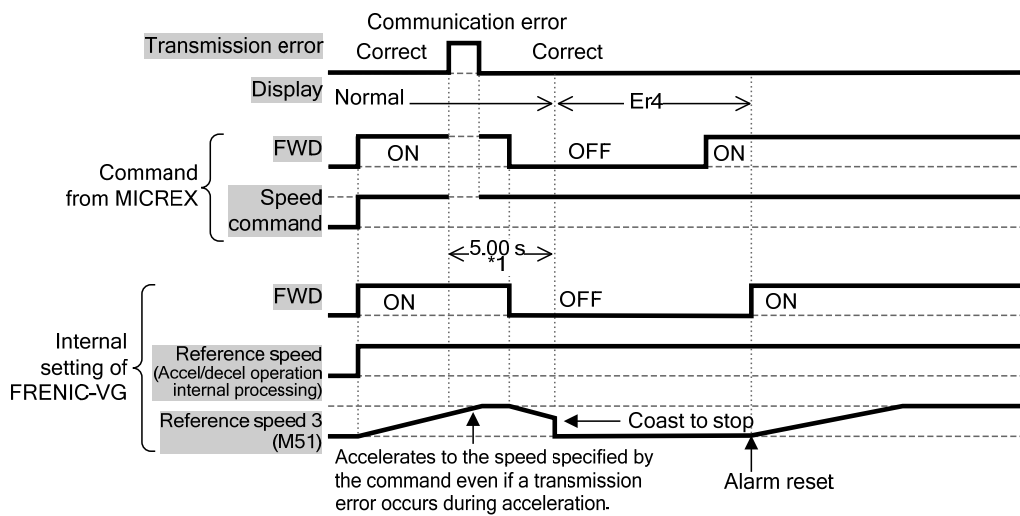 Communication error
Transmission error
Correct
Correct
Display
Normal
Er4
FWD
ON
OFF
ON
Command
from MICREX
Speed
command
5.00 s
*1
FWD
ON
OFF
ON
Internal
setting of
FRENIC-VG
Reference speed
(Accel/decel operation
internal processing)
Reference speed 3
(M51)
Coast to stop
Accelerates to the speed specified by
the command even if a transmission
error occurs during acceleration.
Alarm reset